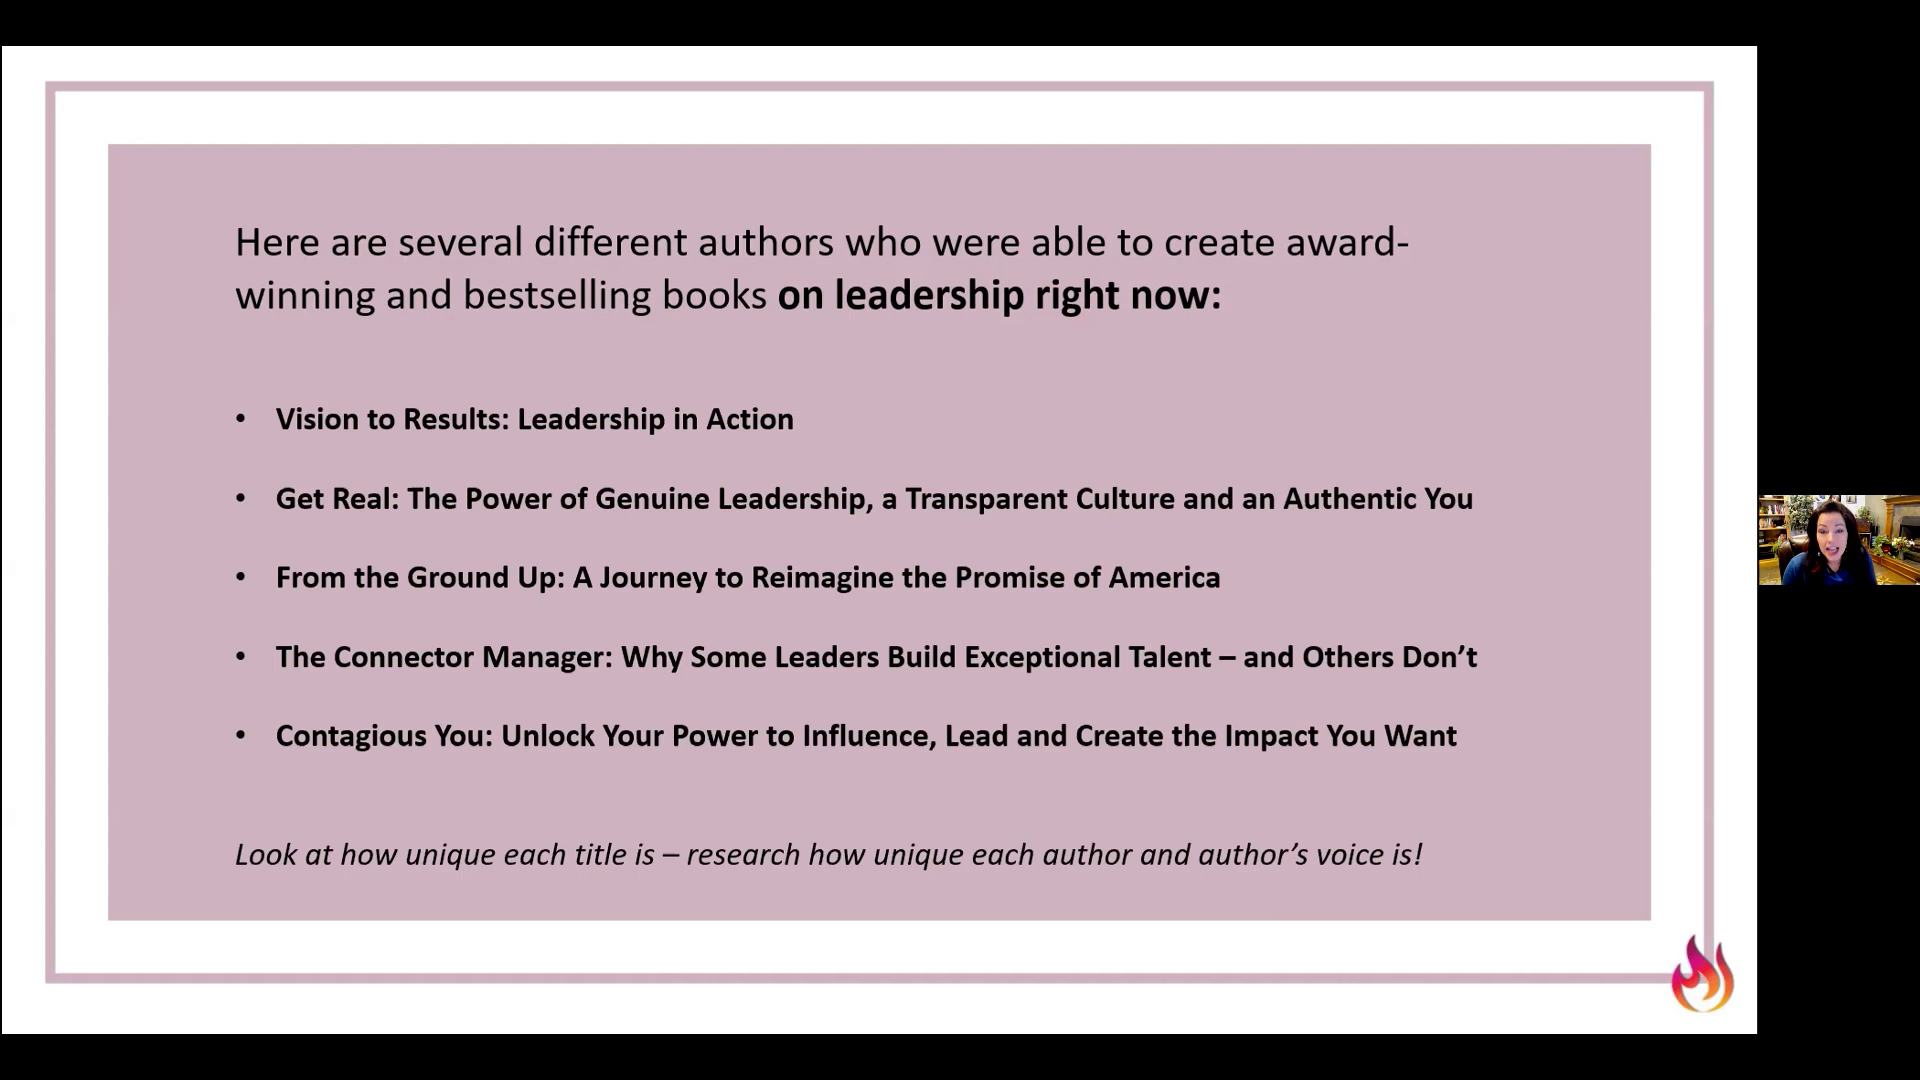 Here are several different authors who were able to create award-
winning and bestselling books on leadership right now:
• Vision to Results: Leadership in Action
• Get Real: The Power of Genuine Leadership, a Transparent Culture and an Authentic You
• From the Ground Up: A Journey to Reimagine the Promise of America
• The Connector Manager: Why Some Leaders Build Exceptional Talent – and Others Don’t
• Contagious You: Unlock Your Power to Influence, Lead and Create the Impact You Want
Look at how unique each title is – research how unique each author and author’s voice is!